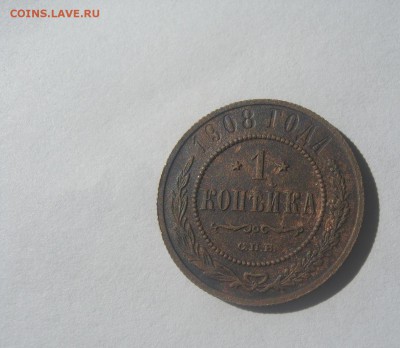 COINS.LAVE.RU
1908 ГОДА
1
КОПѢЙКА
С.П.Б.